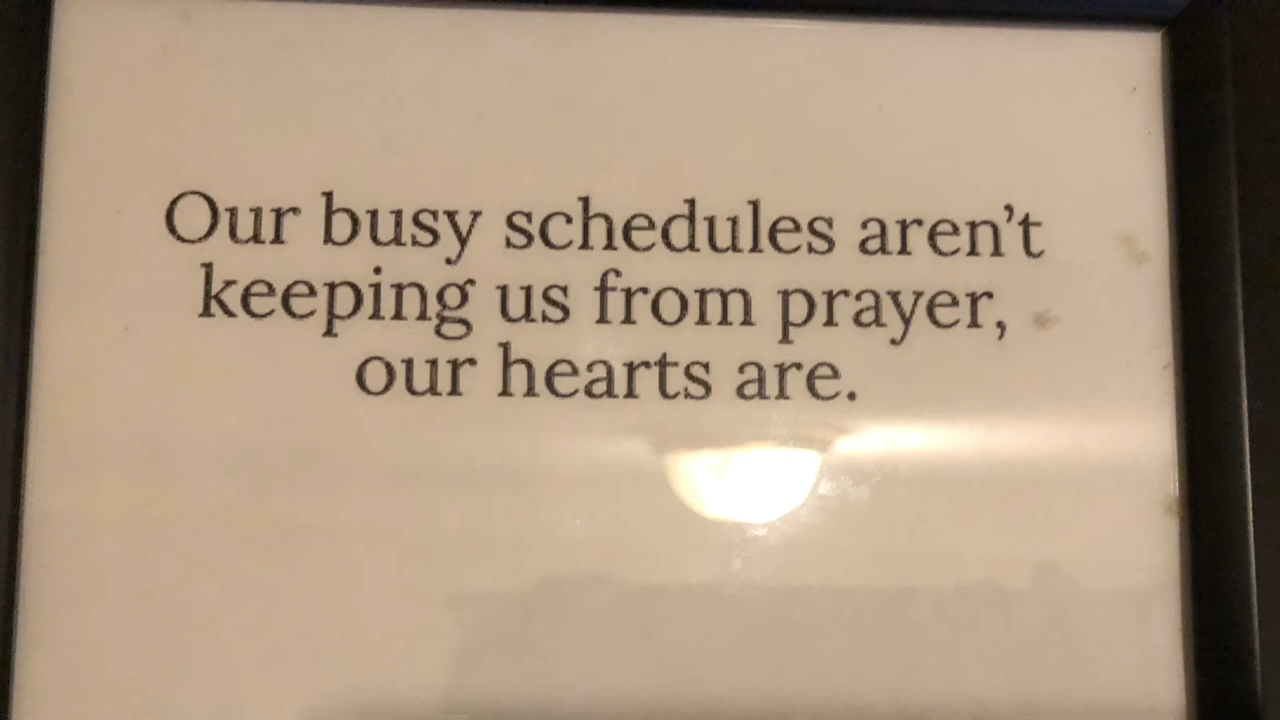 Our busy schedules aren’t
keeping us from prayer,
our hearts are.